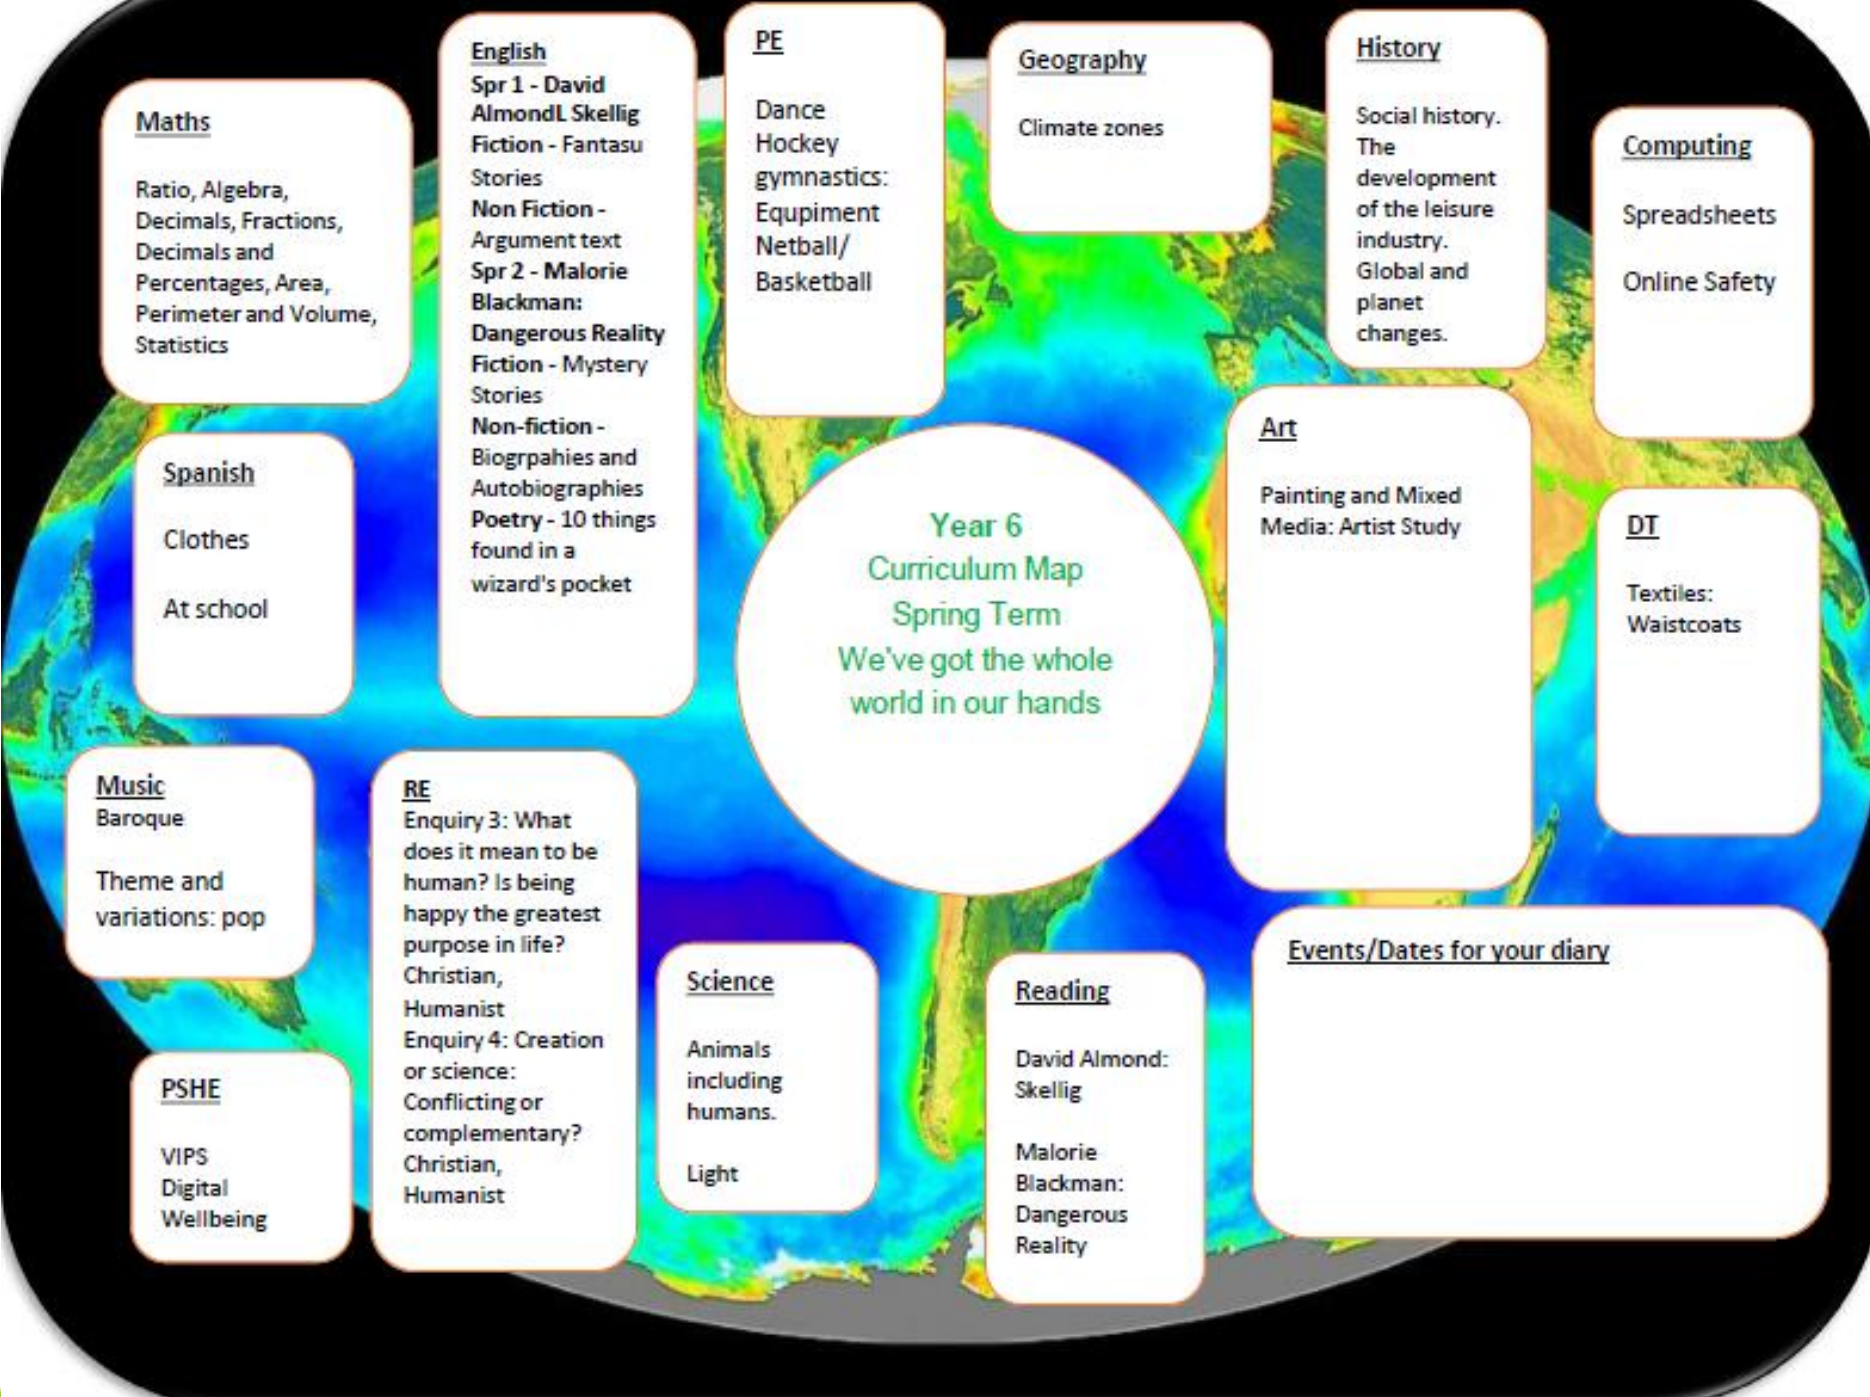 Maths
Ratio, Algebra,
Decimals, Fractions,
Decimals and
Percentages, Area,
Perimeter and Volume,
Statistics
English
Spr 1 - David
AlmondL Skellig
Fiction - Fantasu
Stories
Non Fiction -
Argument text
Spr 2 - Malorie
Blackman:
Dangerous Reality
Fiction - Mystery
Stories
Non-fiction -
Biogrpahies and
Autobiographies
Poetry - 10 things
found in a
wizard's pocket
PE
Dance
Hockey
gymnastics:
Equpiment
Netball/
Basketball
Geography
Climate zones
History
Social history.
The
development
of the leisure
industry.
Global and
planet
changes.
Computing
Spreadsheets
Online Safety
Spanish
Clothes
At school
Year 6
Curriculum Map
Spring Term
We've got the whole
world in our hands
Art
Painting and Mixed
Media: Artist Study
DT
Textiles:
Waistcoats
Music
Baroque
Theme and
variations: pop
RE
Enquiry 3: What
does it mean to be
human? Is being
happy the greatest
purpose in life?
Christian,
Humanist
Enquiry 4: Creation
or science:
Conflicting or
complementary?
Christian,
Humanist
Science
Animals
including
humans.
Light
Reading
David Almond:
Skellig
Malorie
Blackman:
Dangerous
Reality
Events/Dates for your diary
PSHE
VIPS
Digital
Wellbeing